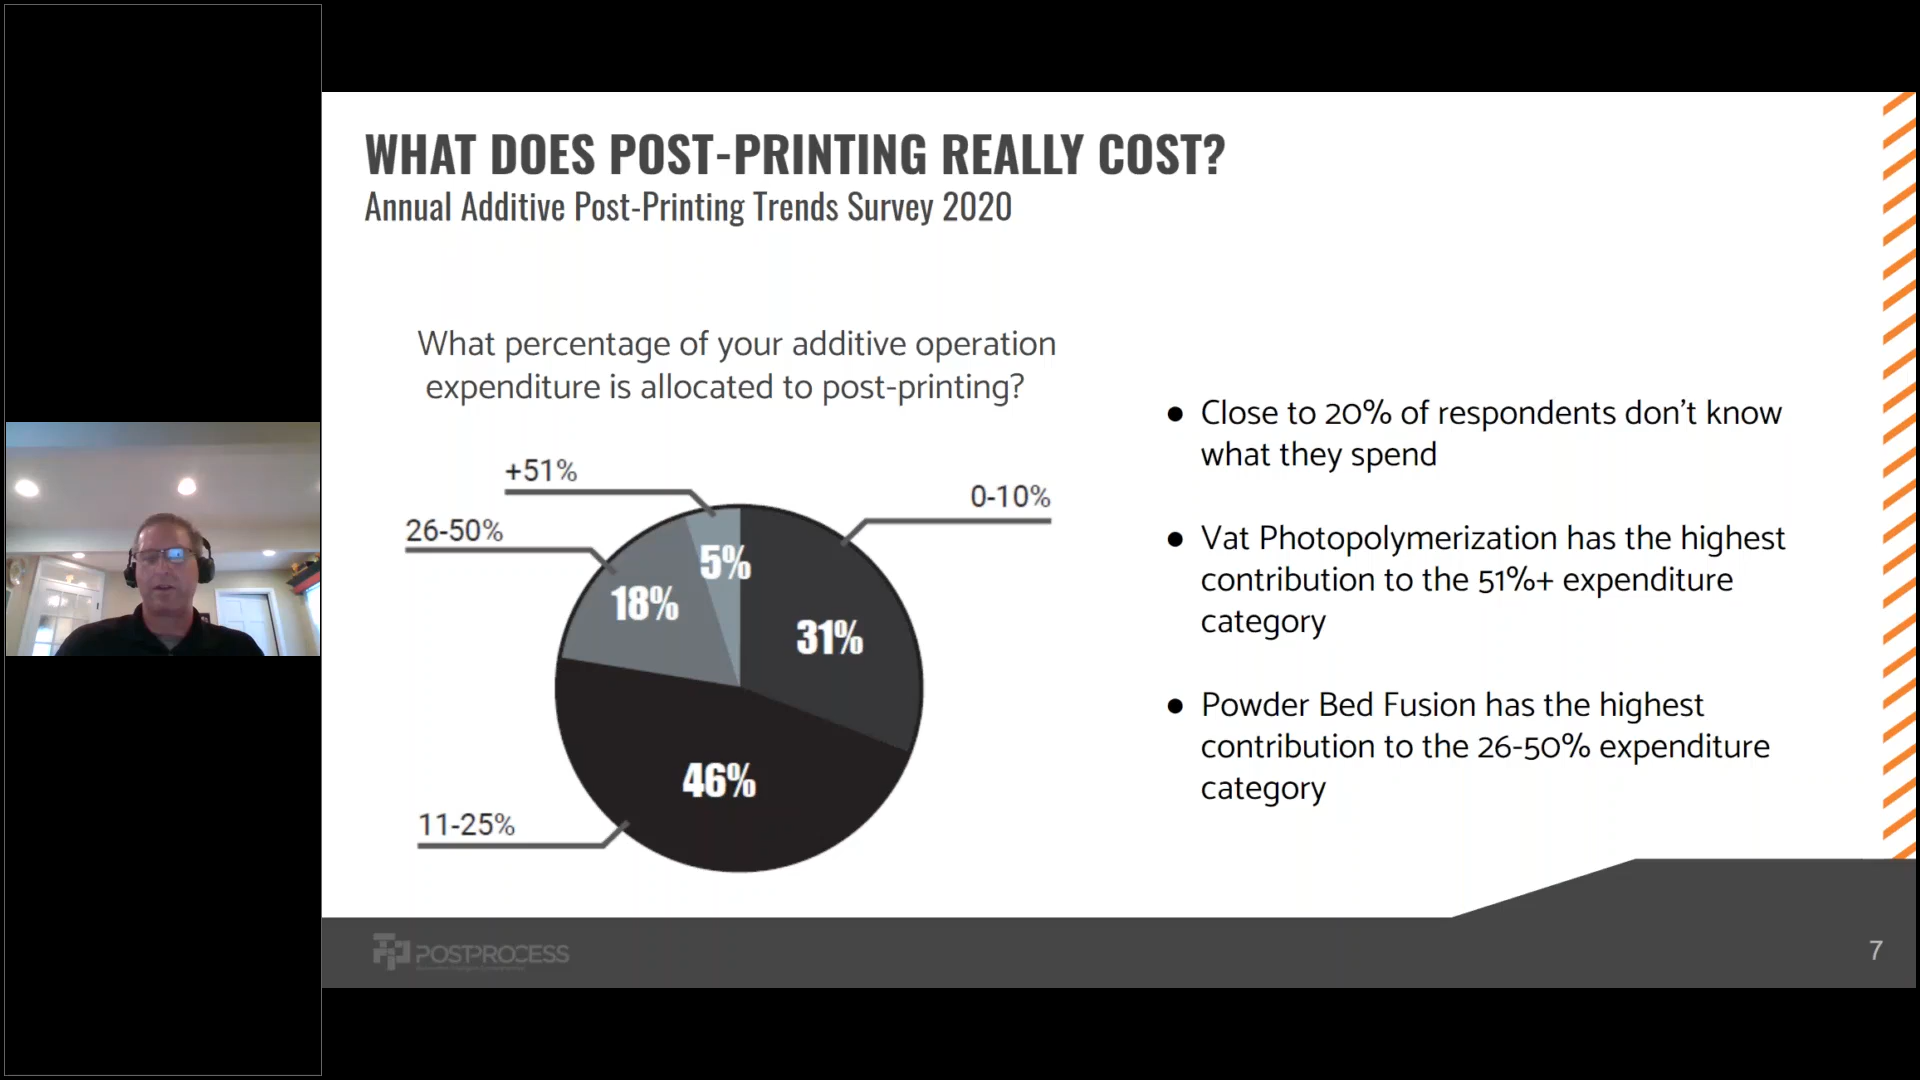 WHAT DOES POST-PRINTING REALLY COST?
Annual Additive Post-Printing Trends Survey 2020
What percentage of your additive operation
expenditure is allocated to post-printing?
+51%
0-10%
26-50%
5%
18%
31%
46%
11-25%
● Close to 20% of respondents don't know
what they spend
● Vat Photopolymerization has the highest
contribution to the 51%+ expenditure
category
● Powder Bed Fusion has the highest
contribution to the 26-50% expenditure
category
POSTPROCESS
7